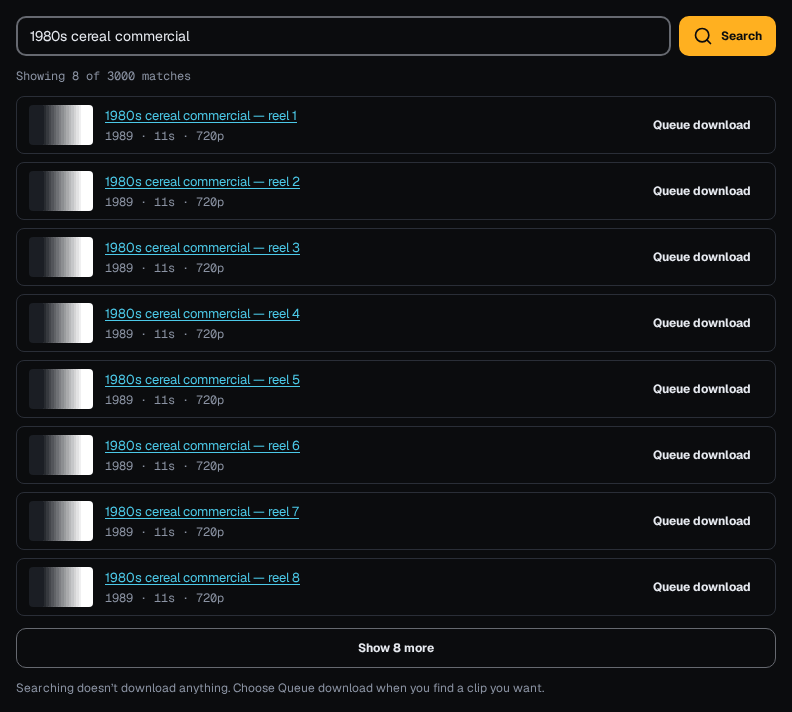 1980s cereal commercial
Search
Showing 8 of 3000 matches
1980s cereal commercial — reel 1
1989 · 11s · 720p
Queue download
1980s cereal commercial — reel 2
1989 · 11s · 720p
Queue download
1980s cereal commercial — reel 3
1989 · 11s · 720p
Queue download
1980s cereal commercial — reel 4
1989 · 11s · 720p
Queue download
1980s cereal commercial — reel 5
1989 · 11s · 720p
Queue download
1980s cereal commercial — reel 6
1989 · 11s · 720p
Queue download
1980s cereal commercial — reel 7
1989 · 11s · 720p
Queue download
1980s cereal commercial — reel 8
1989 · 11s · 720p
Queue download
Show 8 more
Searching doesn't download anything. Choose Queue download when you find a clip you want.